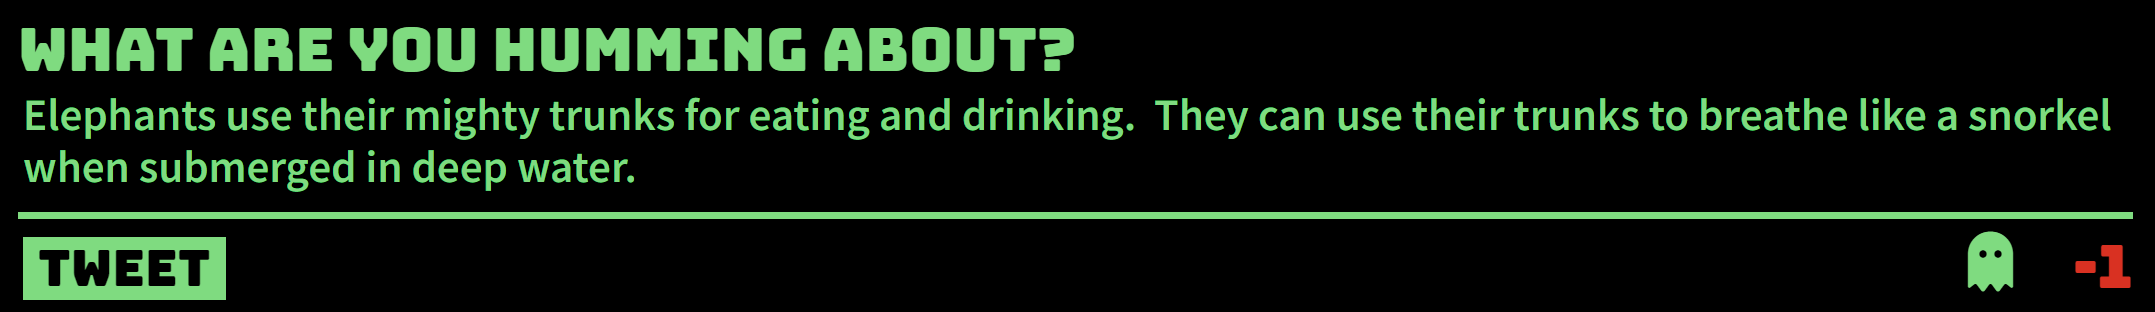 WHAT ARE YOU HUMMING ABOUT?
Elephants use their mighty trunks for eating and drinking.  They can use their trunks to breathe like a snorkel
when submerged in deep water.
TWEET
-1